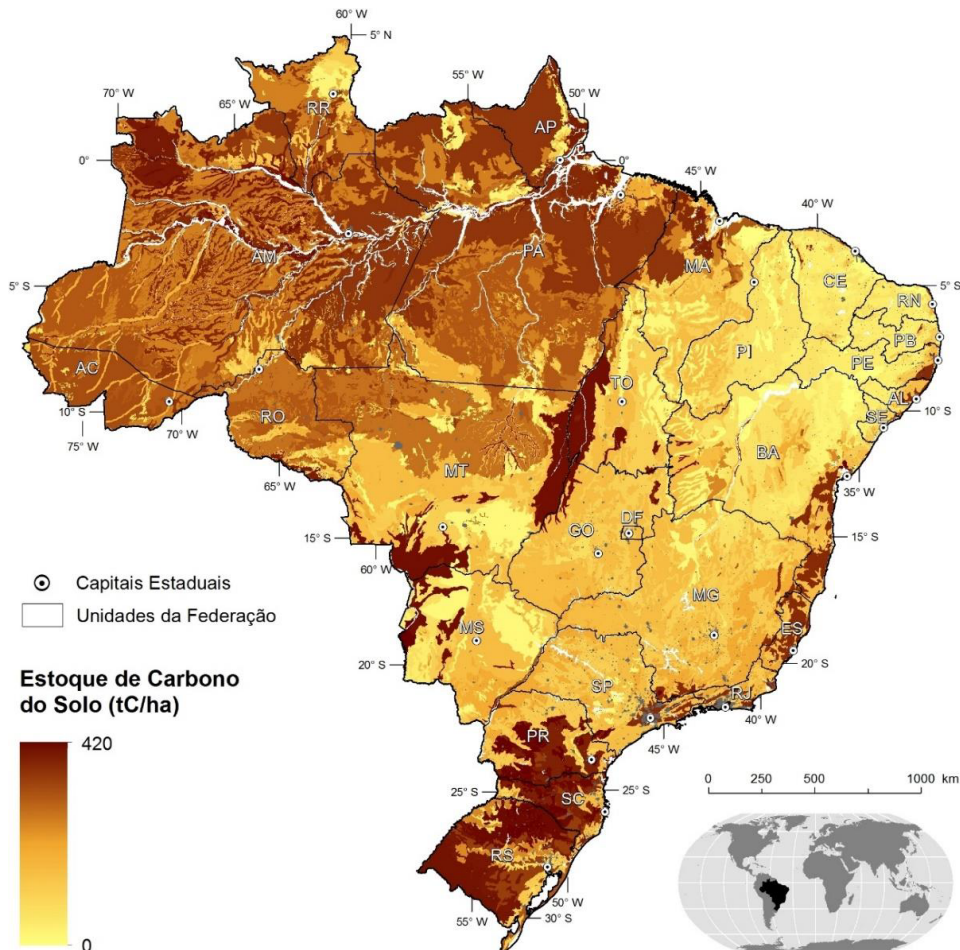 60° W
5° N
55° W
70° W
50° W
65° W
RR
AP
0°
0°
45° W
40° W
AM
PA
MA
CE
5° S
5° S
RN
PB
PI
PE
AC
TO
AL
10° S
SE
10° S
75° W
70° W
RO
BA
MT
35° W
65° W
15° S
GO
DF
15° S
60° W
Capitais Estaduais
Unidades da Federação
MG
MS
ES
20° S
20° S
Estoque de Carbono
do Solo (tC/ha)
SP
RJ
40° W
420
PR
45° W
0 250 500 1000 km
25° S
SC
25° S
RS
50° W
55° W
30° S
0